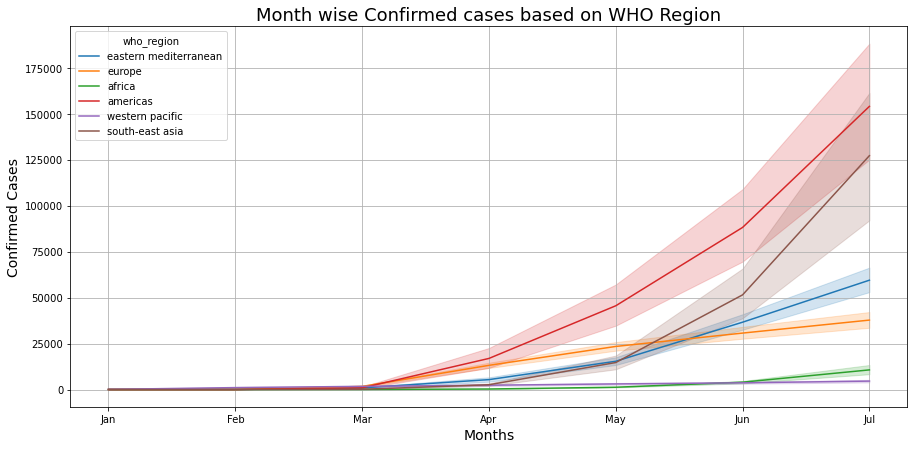 Month wise Confirmed cases based on WHO Region
who_region
eastern mediterranean
europe
africa
americas
western pacific
south-east asia
Confirmed Cases
175000
150000
125000
100000
75000
50000
25000
0
Jan Feb Mar Apr May Jun Jul
Months